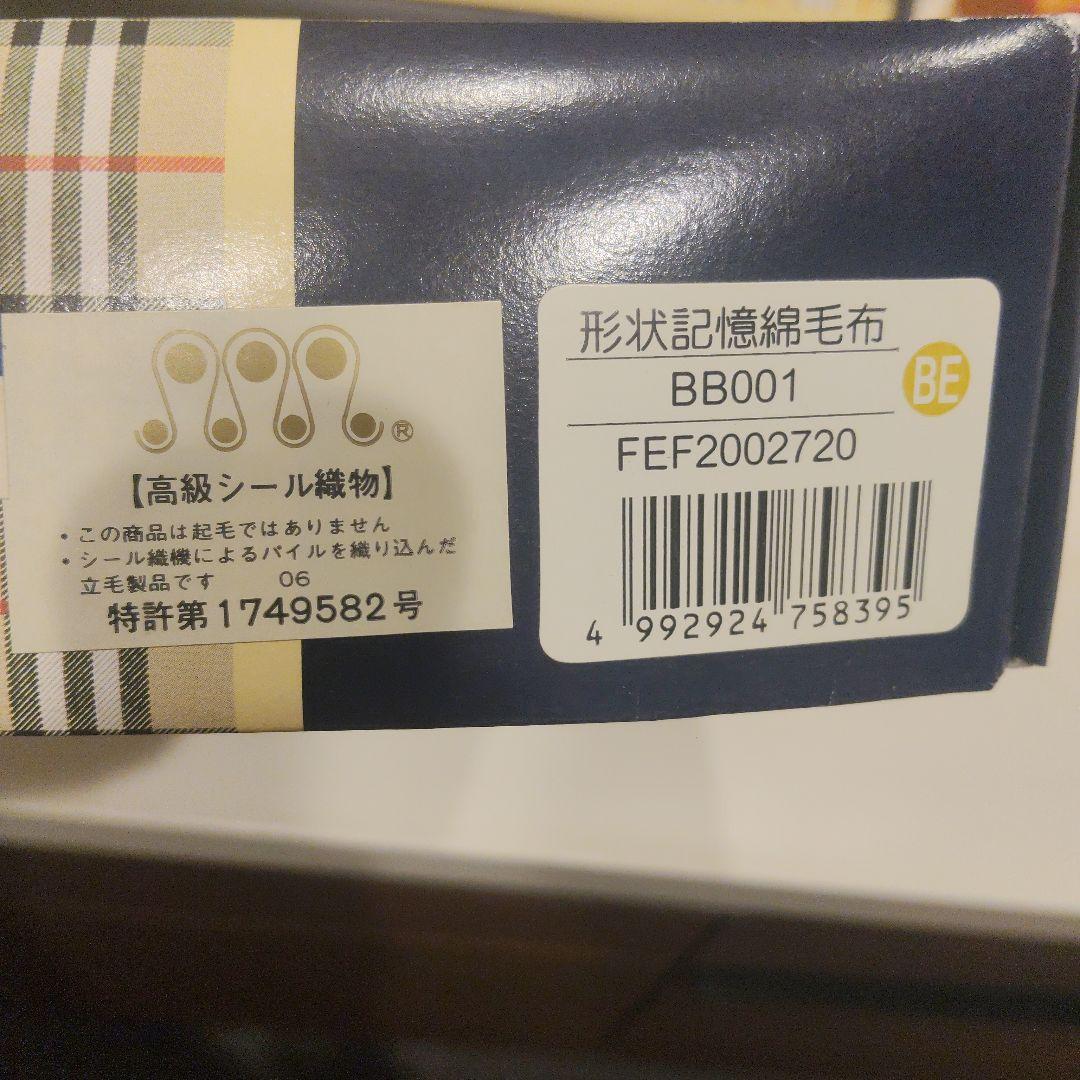 ®
【高級シール織物】
・この商品は起毛ではありません
・シール織機によるパイルを織り込んだ
立毛製品です 06
特許第1749582号
形状記憶綿毛布
BB001
BE
FEF2002720
4 992924 758395